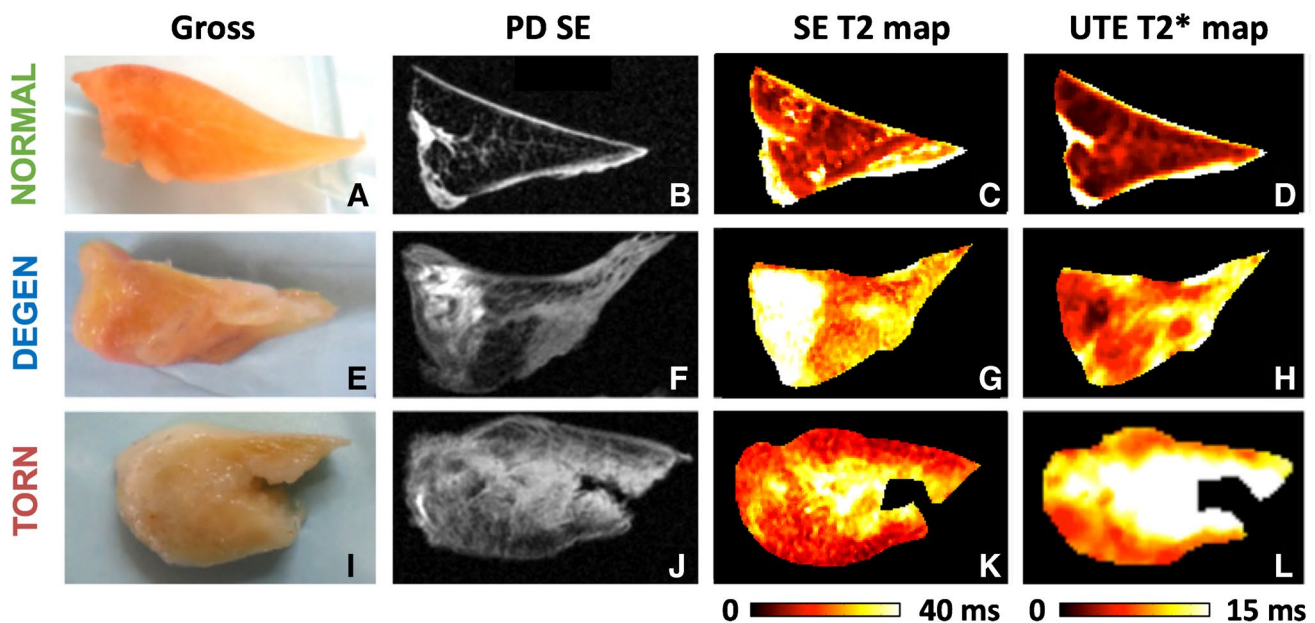 Gross PD SE SE T2 map UTE T2* map
NORMAL
A B C D
DEGEN
E F G H
TORN
I J K L
0 40 ms 0 15 ms